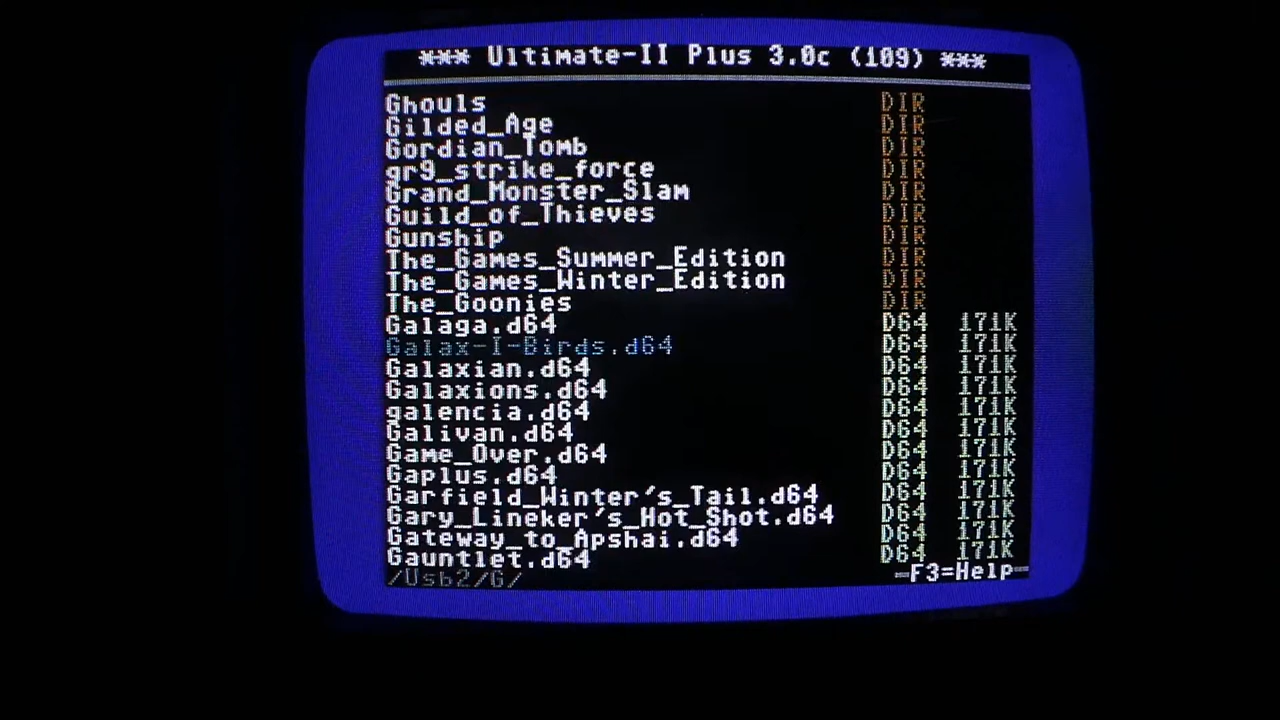 *** Ultimate-II Plus 3.0c (109) ***
Ghouls DIR
Gilded_Age DIR
Gordian_Tomb DIR
gr9_strike_force DIR
Grand_Monster_Slam DIR
Guild_of_Thieves DIR
Gunship DIR
The_Games_Summer_Edition DIR
The_Games_Winter_Edition DIR
The_Goonies DIR
Galaga.d64 D64 171K
Galax-I-Birds.d64 D64 171K
Galaxian.d64 D64 171K
Galaxions.d64 D64 171K
galencia.d64 D64 171K
Galivan.d64 D64 171K
Game_Over.d64 D64 171K
Gaplus.d64 D64 171K
Garfield_Winter's_Tail.d64 D64 171K
Gary_Lineker's_Hot_Shot.d64 D64 171K
Gateway_to_Apshai.d64 D64 171K
Gauntlet.d64 D64 171K
/Usb2/G/ F3=Help